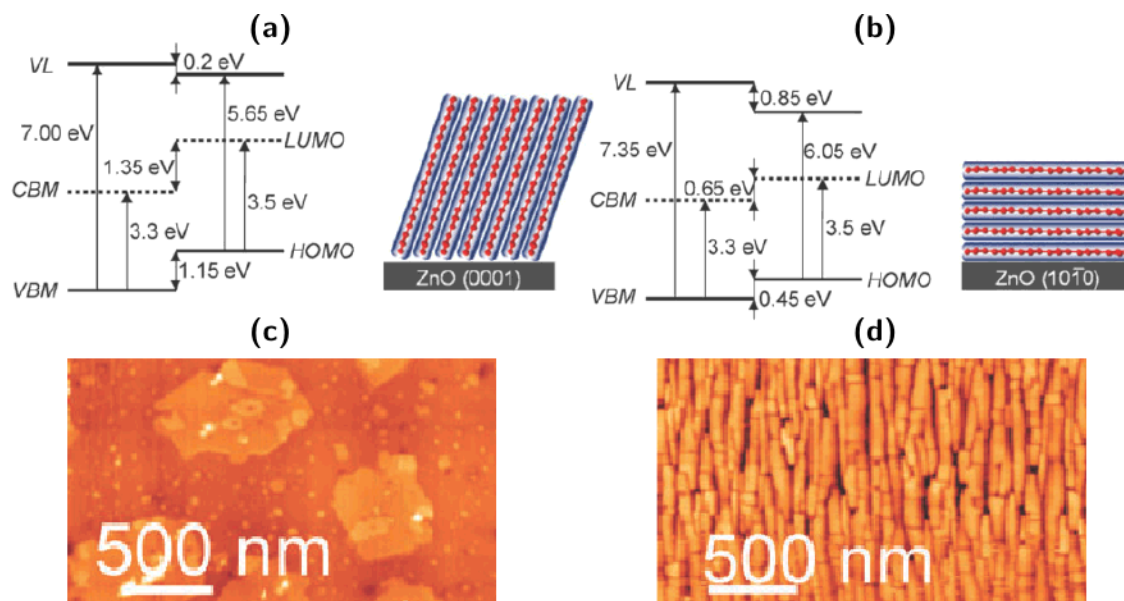 (a)
VL
0.2 eV
7.00 eV
5.65 eV
1.35 eV
LUMO
CBM
3.3 eV
3.5 eV
HOMO
1.15 eV
VBM
ZnO (0001)
(b)
VL
0.85 eV
7.35 eV
6.05 eV
0.65 eV
LUMO
CBM
3.3 eV
3.5 eV
HOMO
VBM
0.45 eV
ZnO (101̅0)
(c)
500 nm
(d)
500 nm